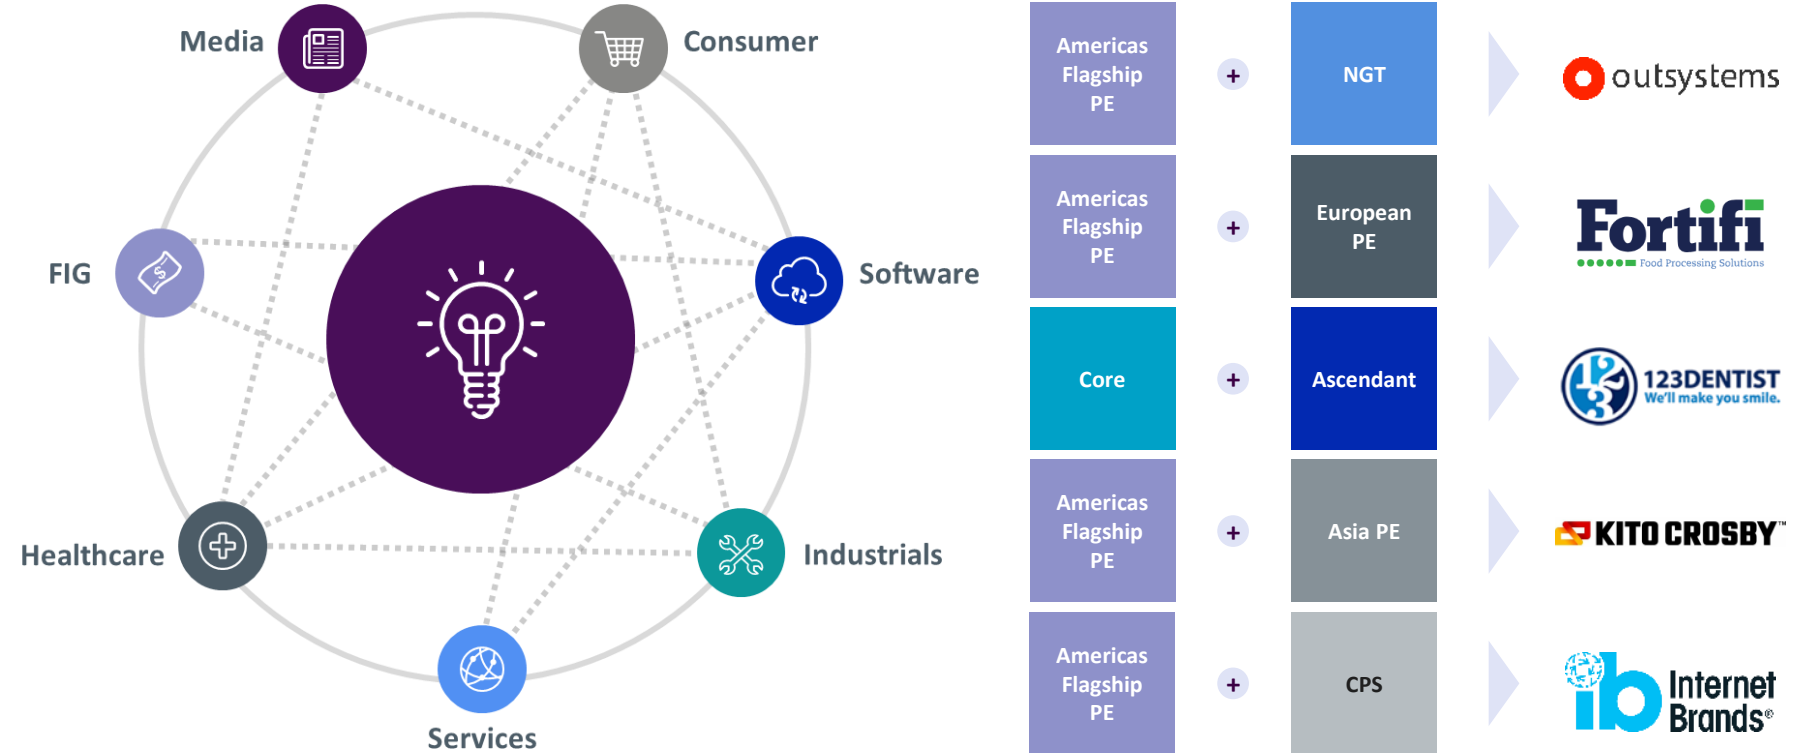 Media
Consumer
FIG
$
Software
Healthcare
Industrials
Services
Americas
Flagship
PE
+
NGT
outsystems
Americas
Flagship
PE
+
European
PE
Fortifi
Food Processing Solutions
Core
+
Ascendant
123
123DENTIST
We'll make you smile.
Americas
Flagship
PE
+
Asia PE
KITO CROSBY™
Americas
Flagship
PE
+
CPS
ib
Internet
Brands®